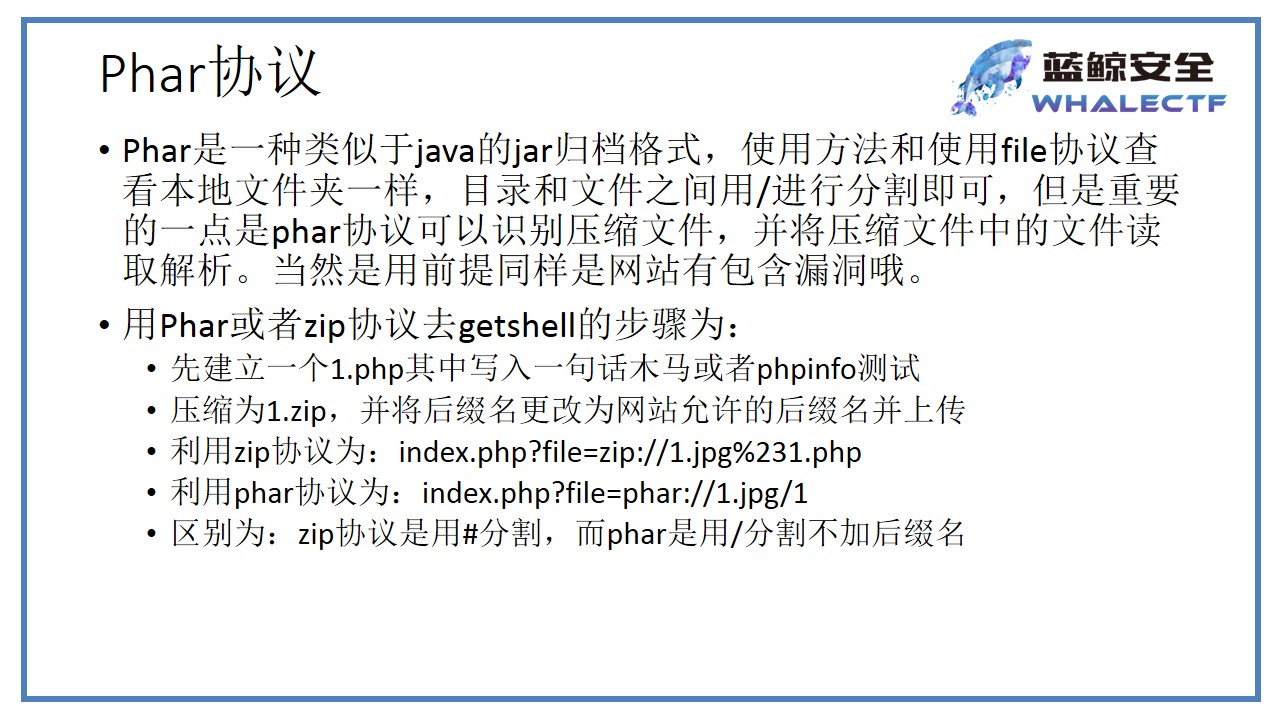 Phar协议
蓝鲸安全
WHALECTF
• Phar是一种类似于java的jar归档格式，使用方法和使用file协议查
看本地文件夹一样，目录和文件之间用/进行分割即可，但是重要
的一点是phar协议可以识别压缩文件，并将压缩文件中的文件读
取解析。当然是用前提同样是网站有包含漏洞哦。
• 用Phar或者zip协议去getshell的步骤为：
• 先建立一个1.php其中写入一句话木马或者phpinfo测试
• 压缩为1.zip，并将后缀名更改为网站允许的后缀名并上传
• 利用zip协议为：index.php?file=zip://1.jpg%231.php
• 利用phar协议为：index.php?file=phar://1.jpg/1
• 区别为：zip协议是用#分割，而phar是用/分割不加后缀名